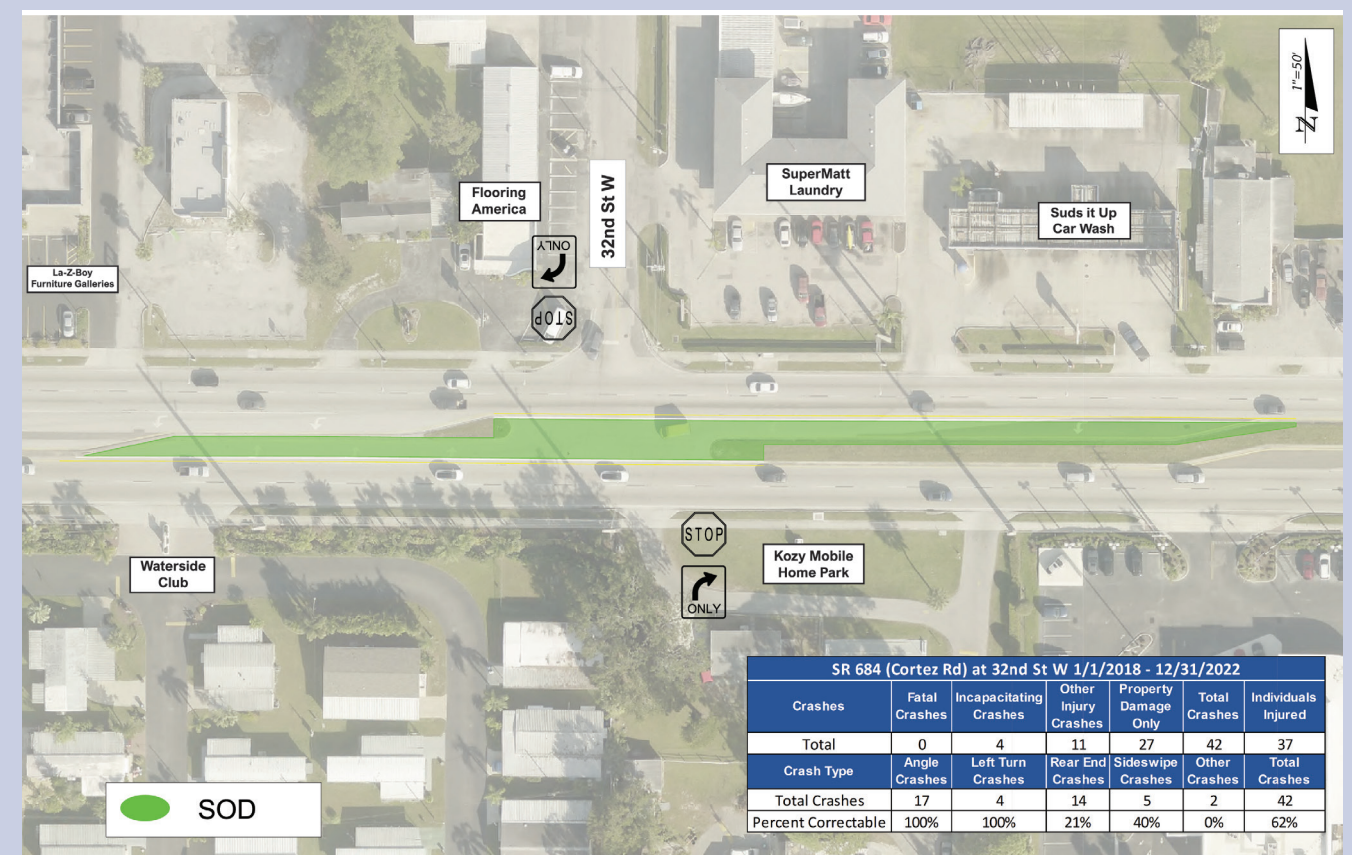 1"=50'
N
SuperMatt
Laundry
Flooring
America
32nd St W
Suds it Up
Car Wash
ONLY
La-Z-Boy
Furniture Galleries
STOP
STOP
Waterside
Club
Kozy Mobile
Home Park
ONLY
SR 684 (Cortez Rd) at 32nd St W 1/1/2018 - 12/31/2022
Crashes Fatal Crashes Incapacitating Crashes Other Injury Crashes Property Damage Only Total Crashes Individuals Injured
Total 0 4 11 27 42 37
Crash Type Angle Crashes Left Turn Crashes Rear End Crashes Sideswipe Crashes Other Crashes Total Crashes
Total Crashes 17 4 14 5 2 42
Percent Correctable 100% 100% 21% 40% 0% 62%
SOD